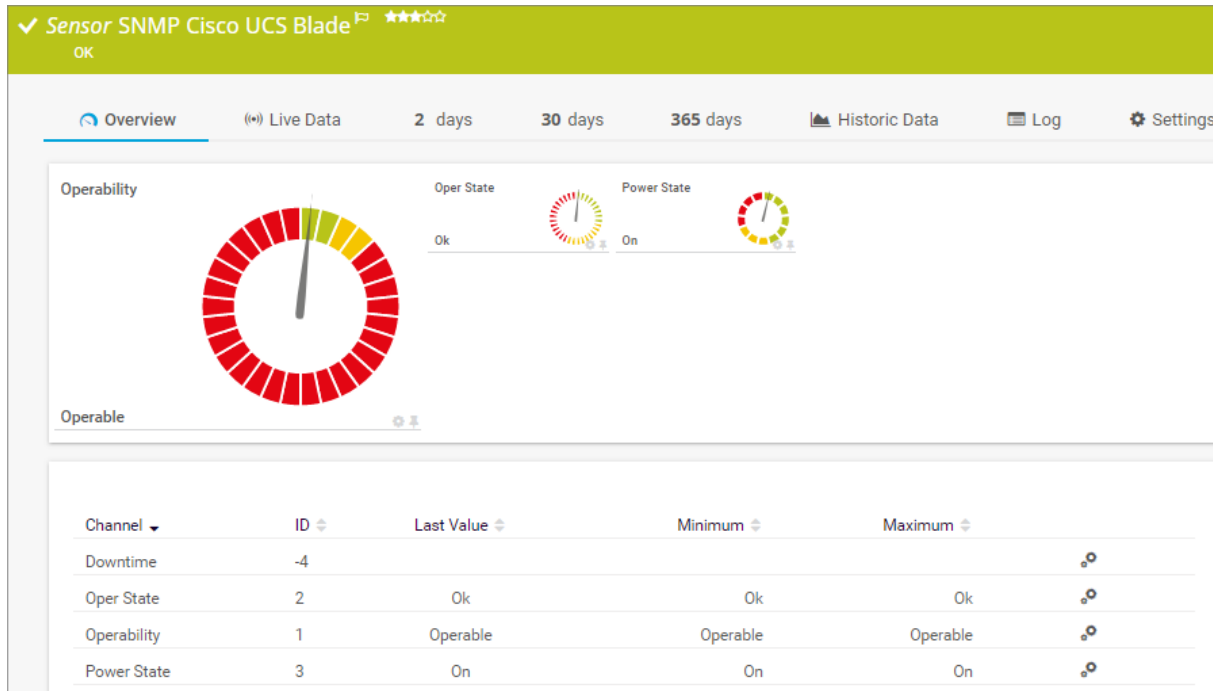 Sensor SNMP Cisco UCS Blade
OK
Overview Live Data 2 days 30 days 365 days Historic Data Log Settings
Operability
Oper State
Power State
Ok
On
Operable
Channel ID Last Value Minimum Maximum
Downtime -4
Oper State 2 Ok Ok Ok
Operability 1 Operable Operable Operable
Power State 3 On On On